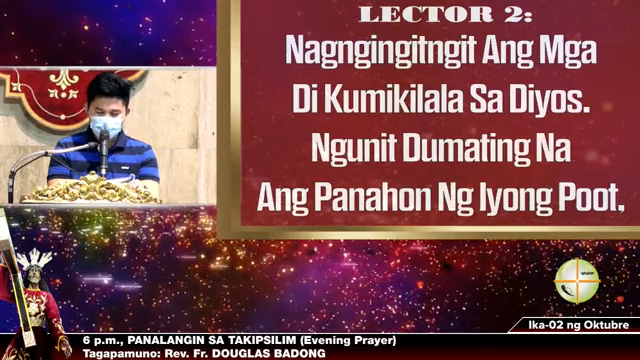 LECTOR 2:
Nagngingitngit Ang Mga
Di Kumikilala Sa Diyos.
Ngunit Dumating Na
Ang Panahon Ng Iyong Poot,
Ika-02 ng Oktubre
6 p.m., PANALANGIN SA TAKIPSILIM (Evening Prayer)
Tagapamuno: Rev. Fr. DOUGLAS BADONG